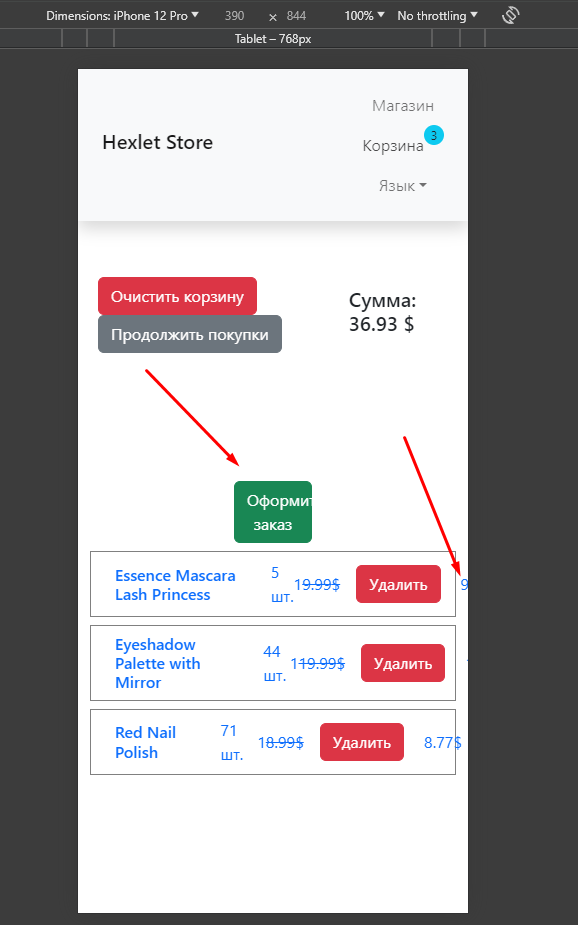 Dimensions: iPhone 12 Pro 390 × 844 100% No throttling
Tablet – 768px
Магазин
Hexlet Store
Корзина 3
Язык
Очистить корзину
Продолжить покупки
Сумма:
36.93 $
Оформит
заказ
Essence Mascara
Lash Princess
5
шт.
19.99$
Удалить
9
Eyeshadow
Palette with
Mirror
44
шт.
119.99$
Удалить
Red Nail
Polish
71
шт.
18.99$
Удалить
8.77$